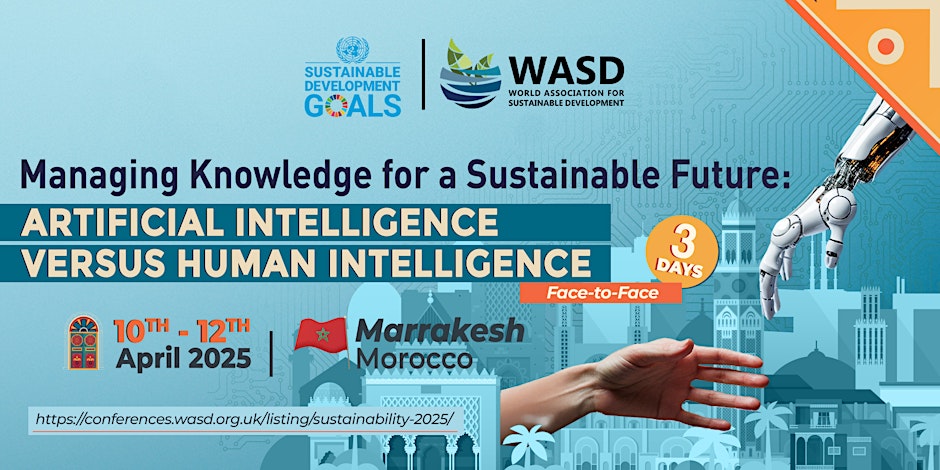 SUSTAINABLE
DEVELOPMENT
GOALS
WASD
WORLD ASSOCIATION FOR
SUSTAINABLE DEVELOPMENT
Managing Knowledge for a Sustainable Future:
ARTIFICIAL INTELLIGENCE
VERSUS HUMAN INTELLIGENCE
3
DAYS
Face-to-Face
10TH - 12TH
April 2025
Marrakesh
Morocco
https://conferences.wasd.org.uk/listing/sustainability-2025/